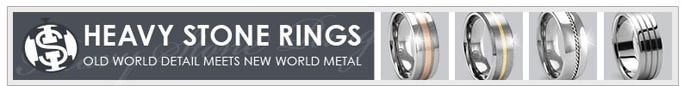 HEAVY STONE RINGS
OLD WORLD DETAIL MEETS NEW WORLD METAL